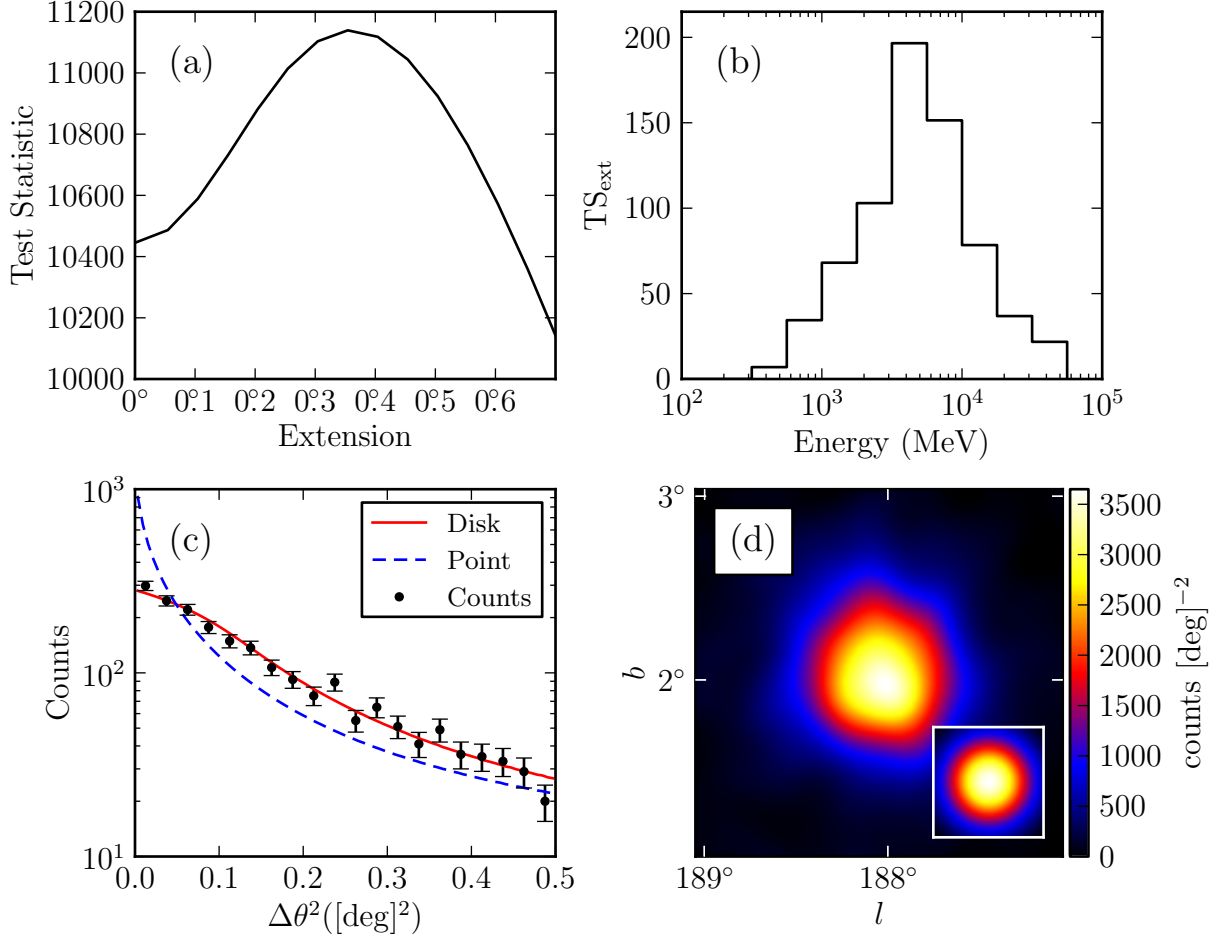 (a)
Test Statistic
11200
11000
10800
10600
10400
10200
10000
0° 0°.1 0°.2 0°.3 0°.4 0°.5 0°.6
Extension
(b)
TS_ext
200
150
100
50
0
10^2 10^3 10^4 10^5
Energy (MeV)
(c)
Disk
Point
Counts
Counts
10^3
10^2
10^1
0.0 0.1 0.2 0.3 0.4 0.5
Δθ^2([deg]^2)
(d)
b
3°
2°
189° 188°
l
3500
3000
2500
2000
1500
1000
500
0
counts [deg]^−2